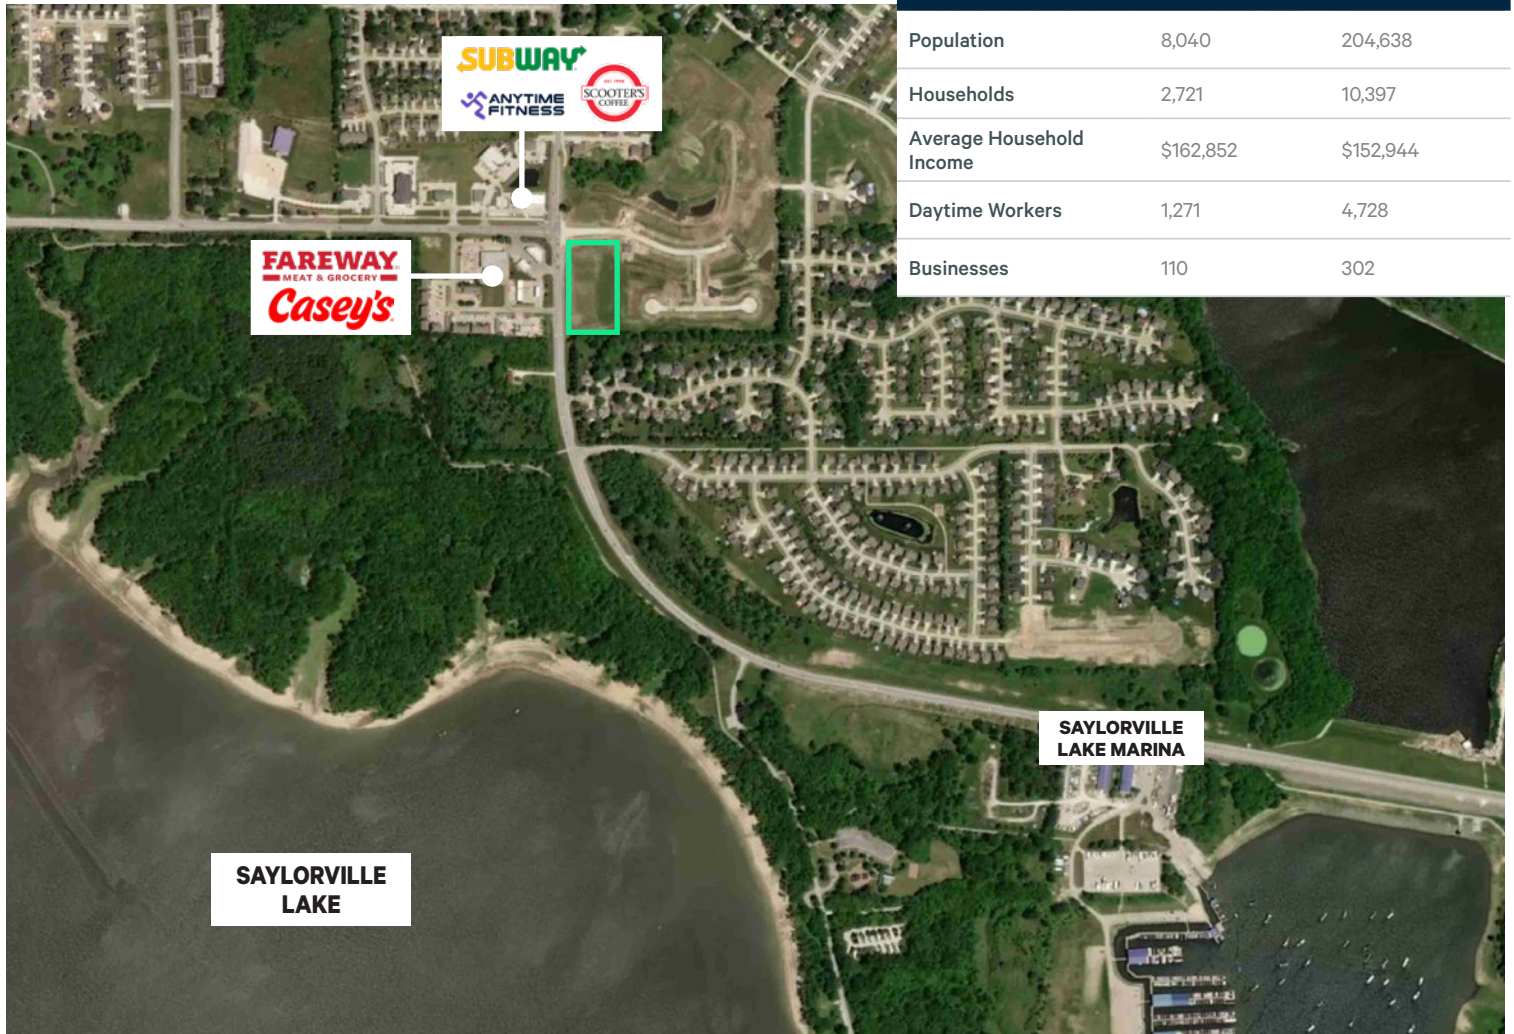 SUBWAY
ANYTIME
FITNESS
EST. 1998
SCOOTER'S
COFFEE
Population 8,040 204,638
Households 2,721 10,397
Average Household
Income $162,852 $152,944
Daytime Workers 1,271 4,728
Businesses 110 302
FAREWAY
MEAT & GROCERY
Casey's
SAYLORVILLE
LAKE MARINA
SAYLORVILLE
LAKE